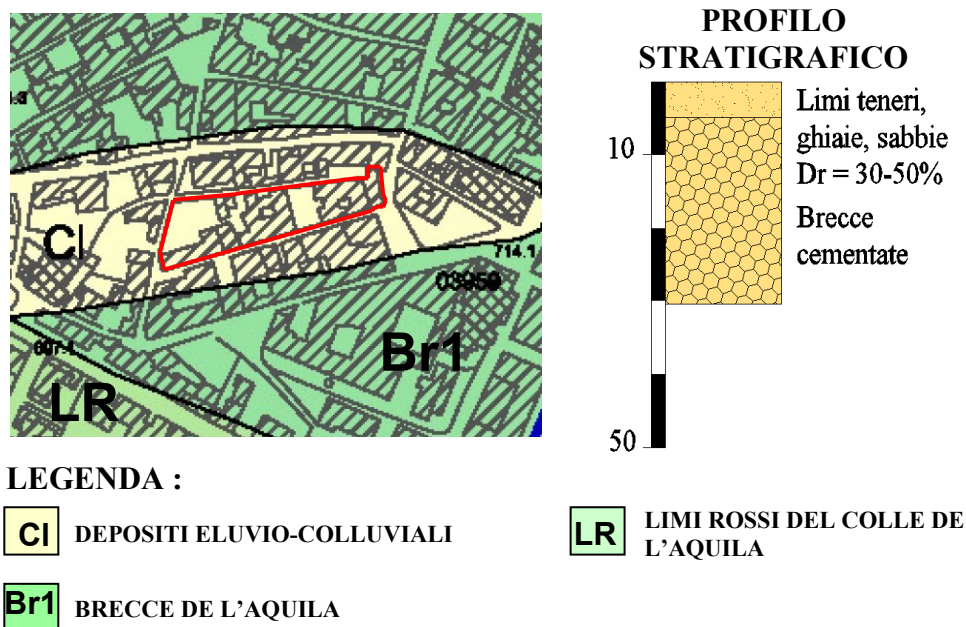 PROFILO
STRATIGRAFICO
Limi teneri,
ghiaie, sabbie
Dr = 30-50%
Brecce
cementate
10
50
Cl
714.1
03959
Br1
LR
LEGENDA :
Cl DEPOSITI ELUVIO-COLLUVIALI
LR LIMI ROSSI DEL COLLE DE
L’AQUILA
Br1 BRECCE DE L’AQUILA